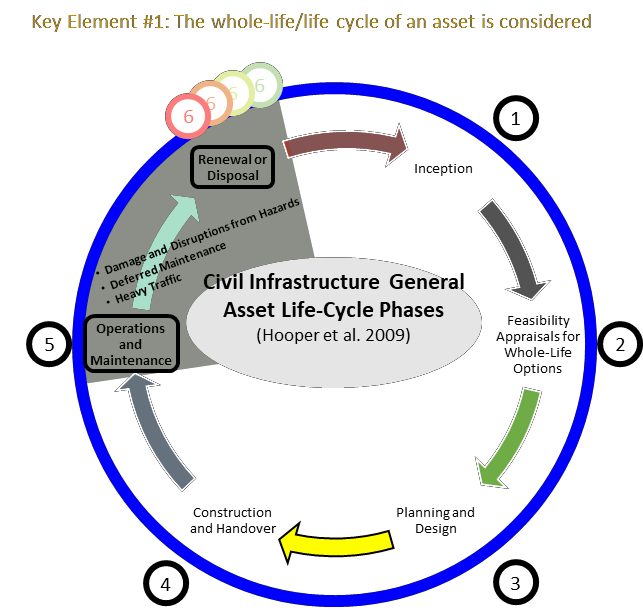 Key Element #1: The whole-life/life cycle of an asset is considered
6
6
6
6
1
Renewal or
Disposal
Inception
• Damage and Disruptions from Hazards
• Deferred Maintenance
• Heavy Traffic
Civil Infrastructure General
Asset Life-Cycle Phases
(Hooper et al. 2009)
Operations
and
Maintenance
5
Feasibility
Appraisals for
Whole-Life
Options
2
Construction
and Handover
Planning and
Design
4
3